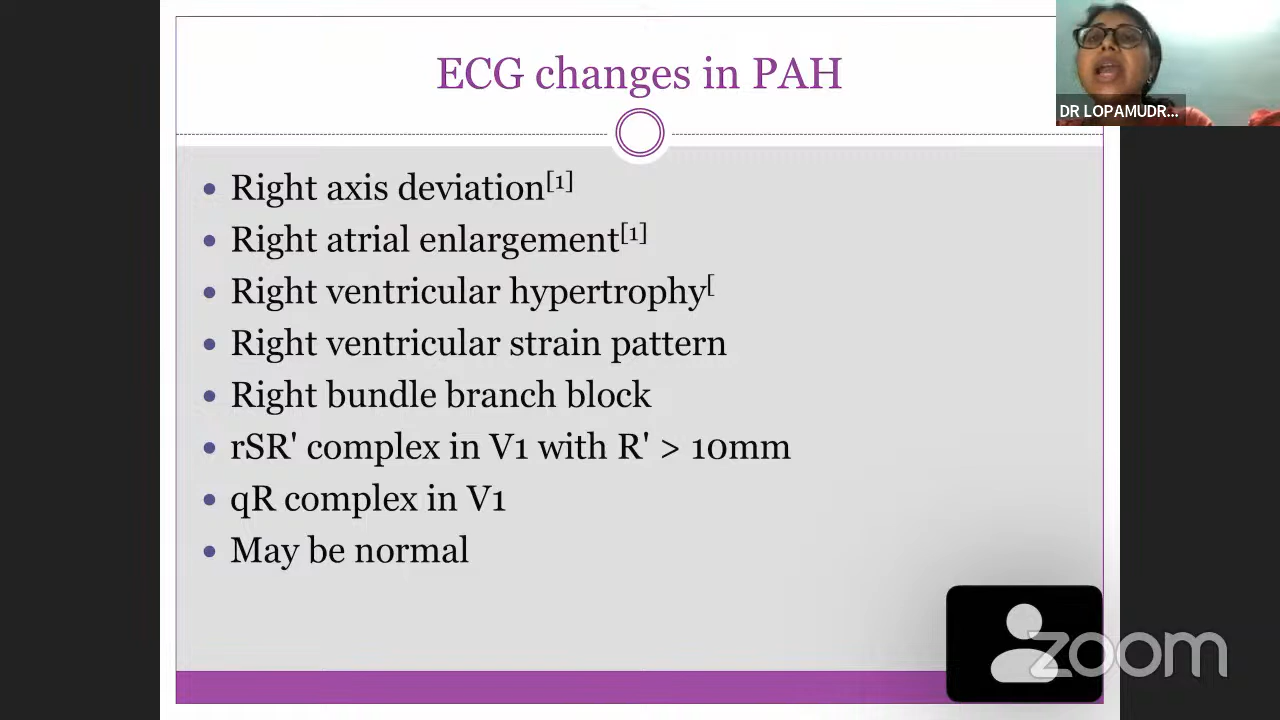 ECG changes in PAH
DR LOPAMUDR...
• Right axis deviation[1]
• Right atrial enlargement[1]
• Right ventricular hypertrophy[
• Right ventricular strain pattern
• Right bundle branch block
• rSR' complex in V1 with R' > 10mm
• qR complex in V1
• May be normal
zoom